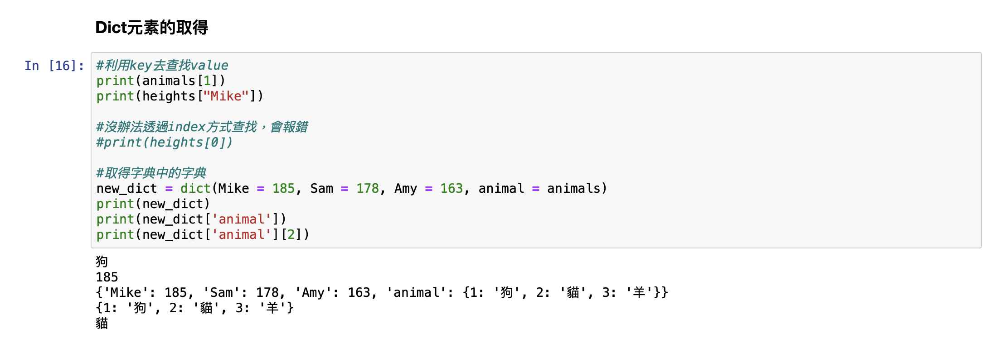 Dict元素的取得
In [16]:
#利用key去查找value
print(animals[1])
print(heights["Mike"])
#沒辦法透過index方式查找，會報錯
#print(heights[0])
#取得字典中的字典
new_dict = dict(Mike = 185, Sam = 178, Amy = 163, animal = animals)
print(new_dict)
print(new_dict['animal'])
print(new_dict['animal'][2])
狗
185
{'Mike': 185, 'Sam': 178, 'Amy': 163, 'animal': {1: '狗', 2: '貓', 3: '羊'}}
{1: '狗', 2: '貓', 3: '羊'}
貓